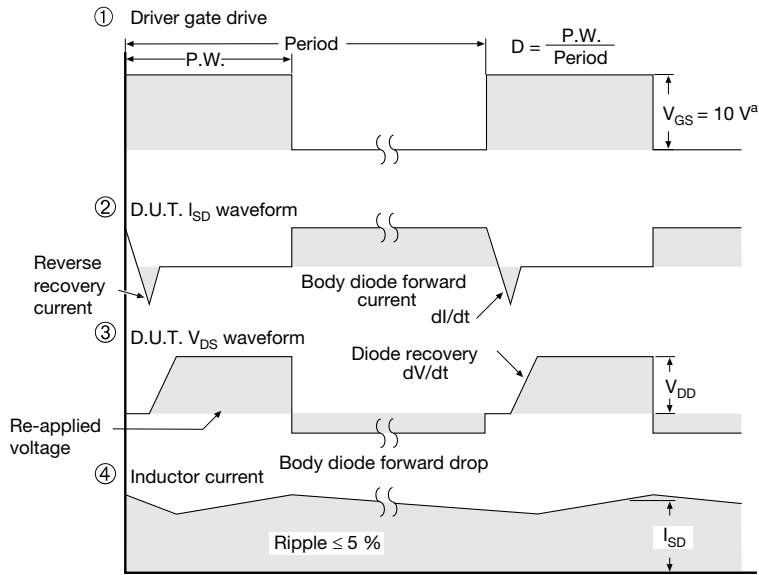 ① Driver gate drive
Period
P.W.
D = P.W. / Period
V_GS = 10 V^a
② D.U.T. I_SD waveform
Reverse
recovery
current
Body diode forward
current
dI/dt
③ D.U.T. V_DS waveform
Diode recovery
dV/dt
V_DD
Re-applied
voltage
Body diode forward drop
④ Inductor current
Ripple ≤ 5 %
I_SD